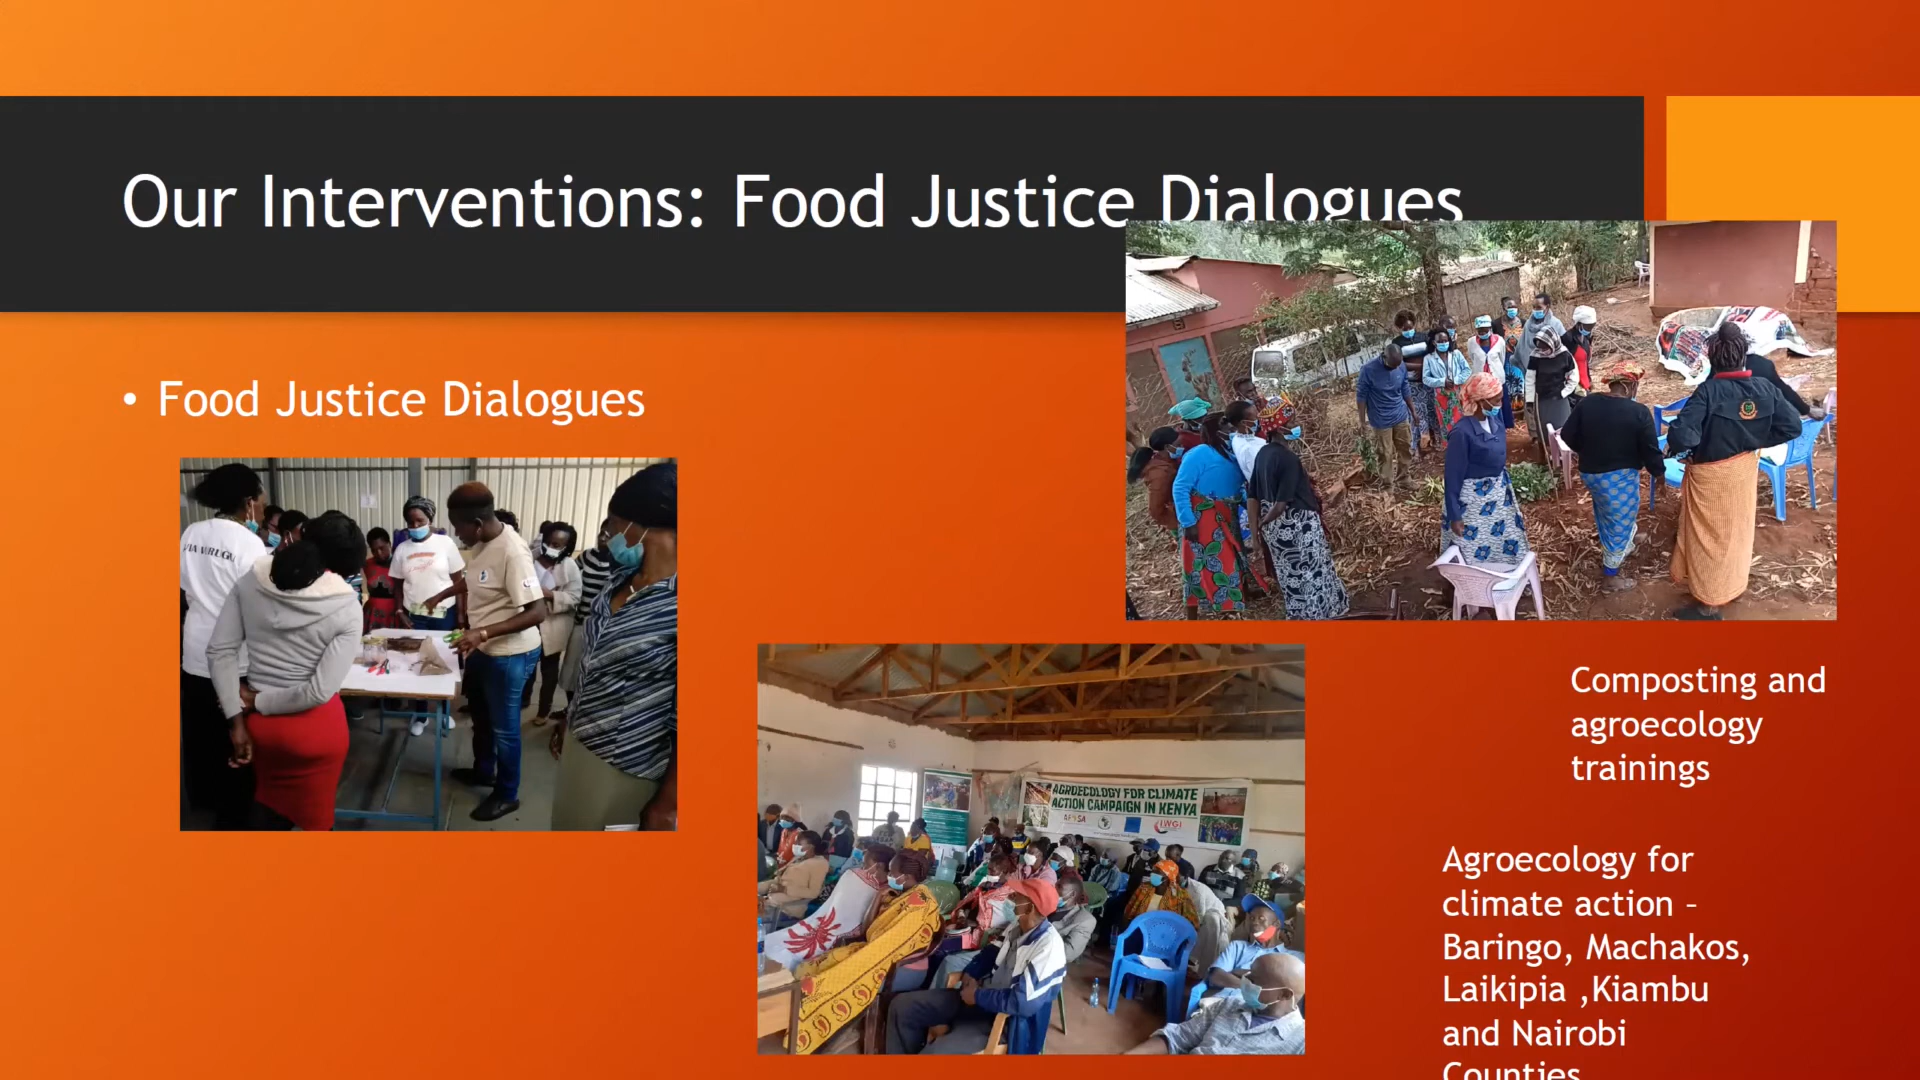 Our Interventions: Food Justice Dialogues
• Food Justice Dialogues
AGROECOLOGY FOR CLIMATE
ACTION CAMPAIGN IN KENYA
IWGI
Composting and
agroecology
trainings
Agroecology for
climate action –
Baringo, Machakos,
Laikipia ,Kiambu
and Nairobi
Counties